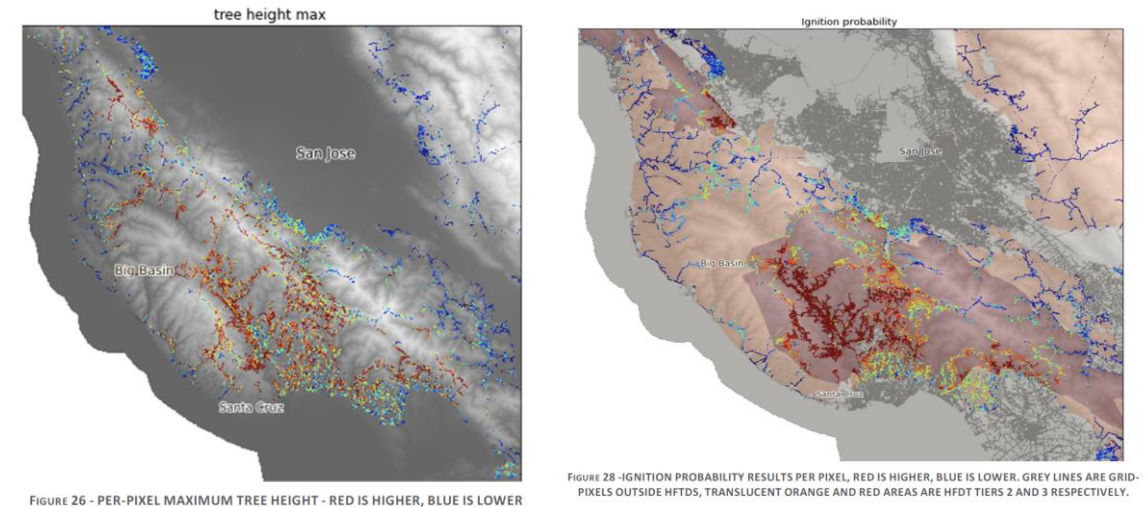 tree height max
San Jose
Big Basin
Santa Cruz
FIGURE 26 - PER-PIXEL MAXIMUM TREE HEIGHT - RED IS HIGHER, BLUE IS LOWER
Ignition probability
San Jose
Big Basin
Santa Cruz
FIGURE 28 -IGNITION PROBABILITY RESULTS PER PIXEL, RED IS HIGHER, BLUE IS LOWER. GREY LINES ARE GRID-
PIXELS OUTSIDE HFTDS, TRANSLUCENT ORANGE AND RED AREAS ARE HFDT TIERS 2 AND 3 RESPECTIVELY.